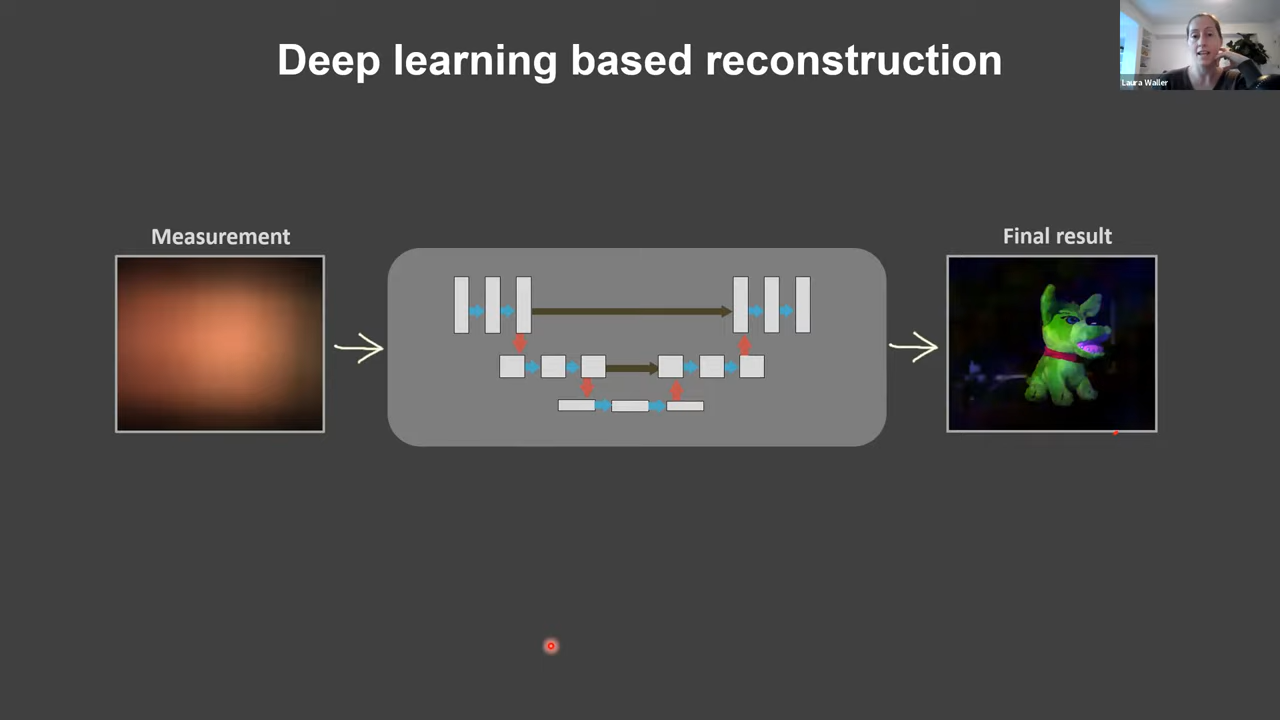 Deep learning based reconstruction
Laura Waller
Measurement
Final result